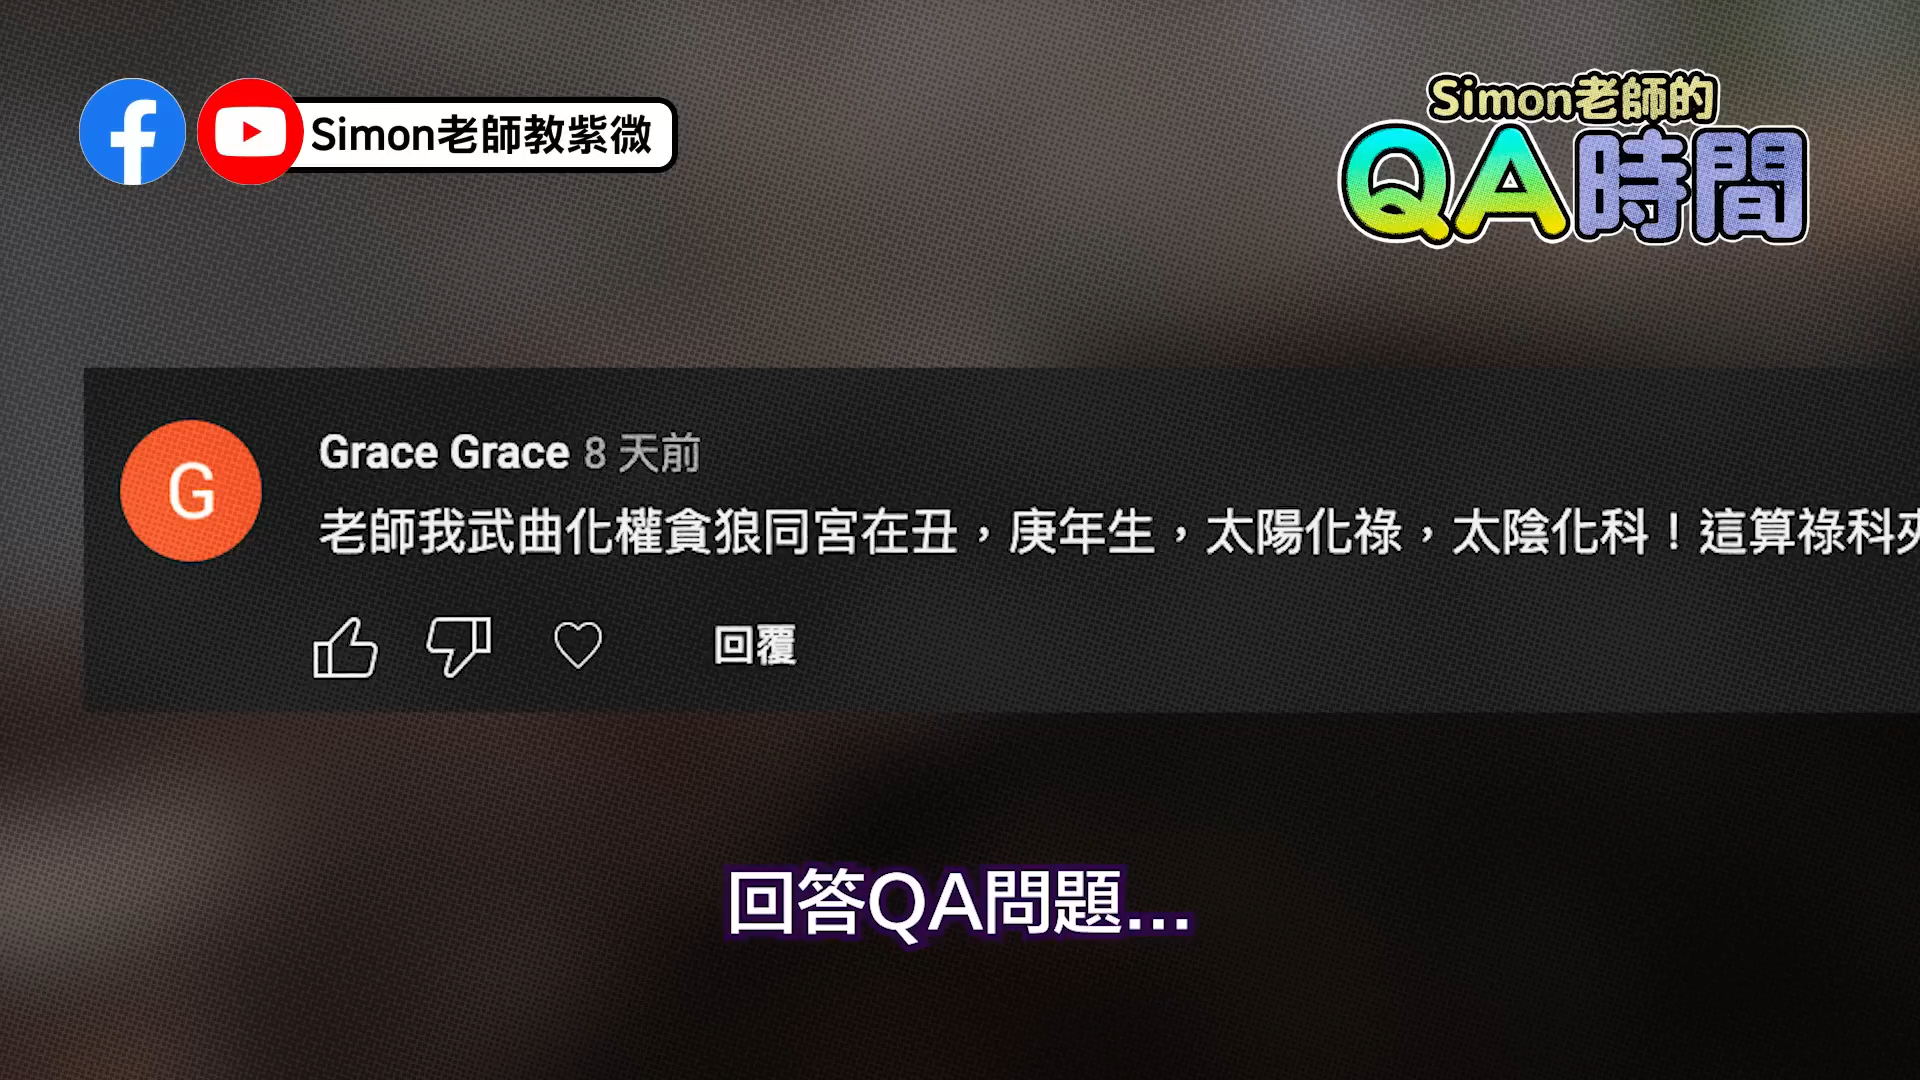 Simon老師教紫微
Simon老師的
QA時間
G
Grace Grace 8 天前
老師我武曲化權貪狼同宮在丑，庚年生，太陽化祿，太陰化科！這算祿科
回覆
回答QA問題...